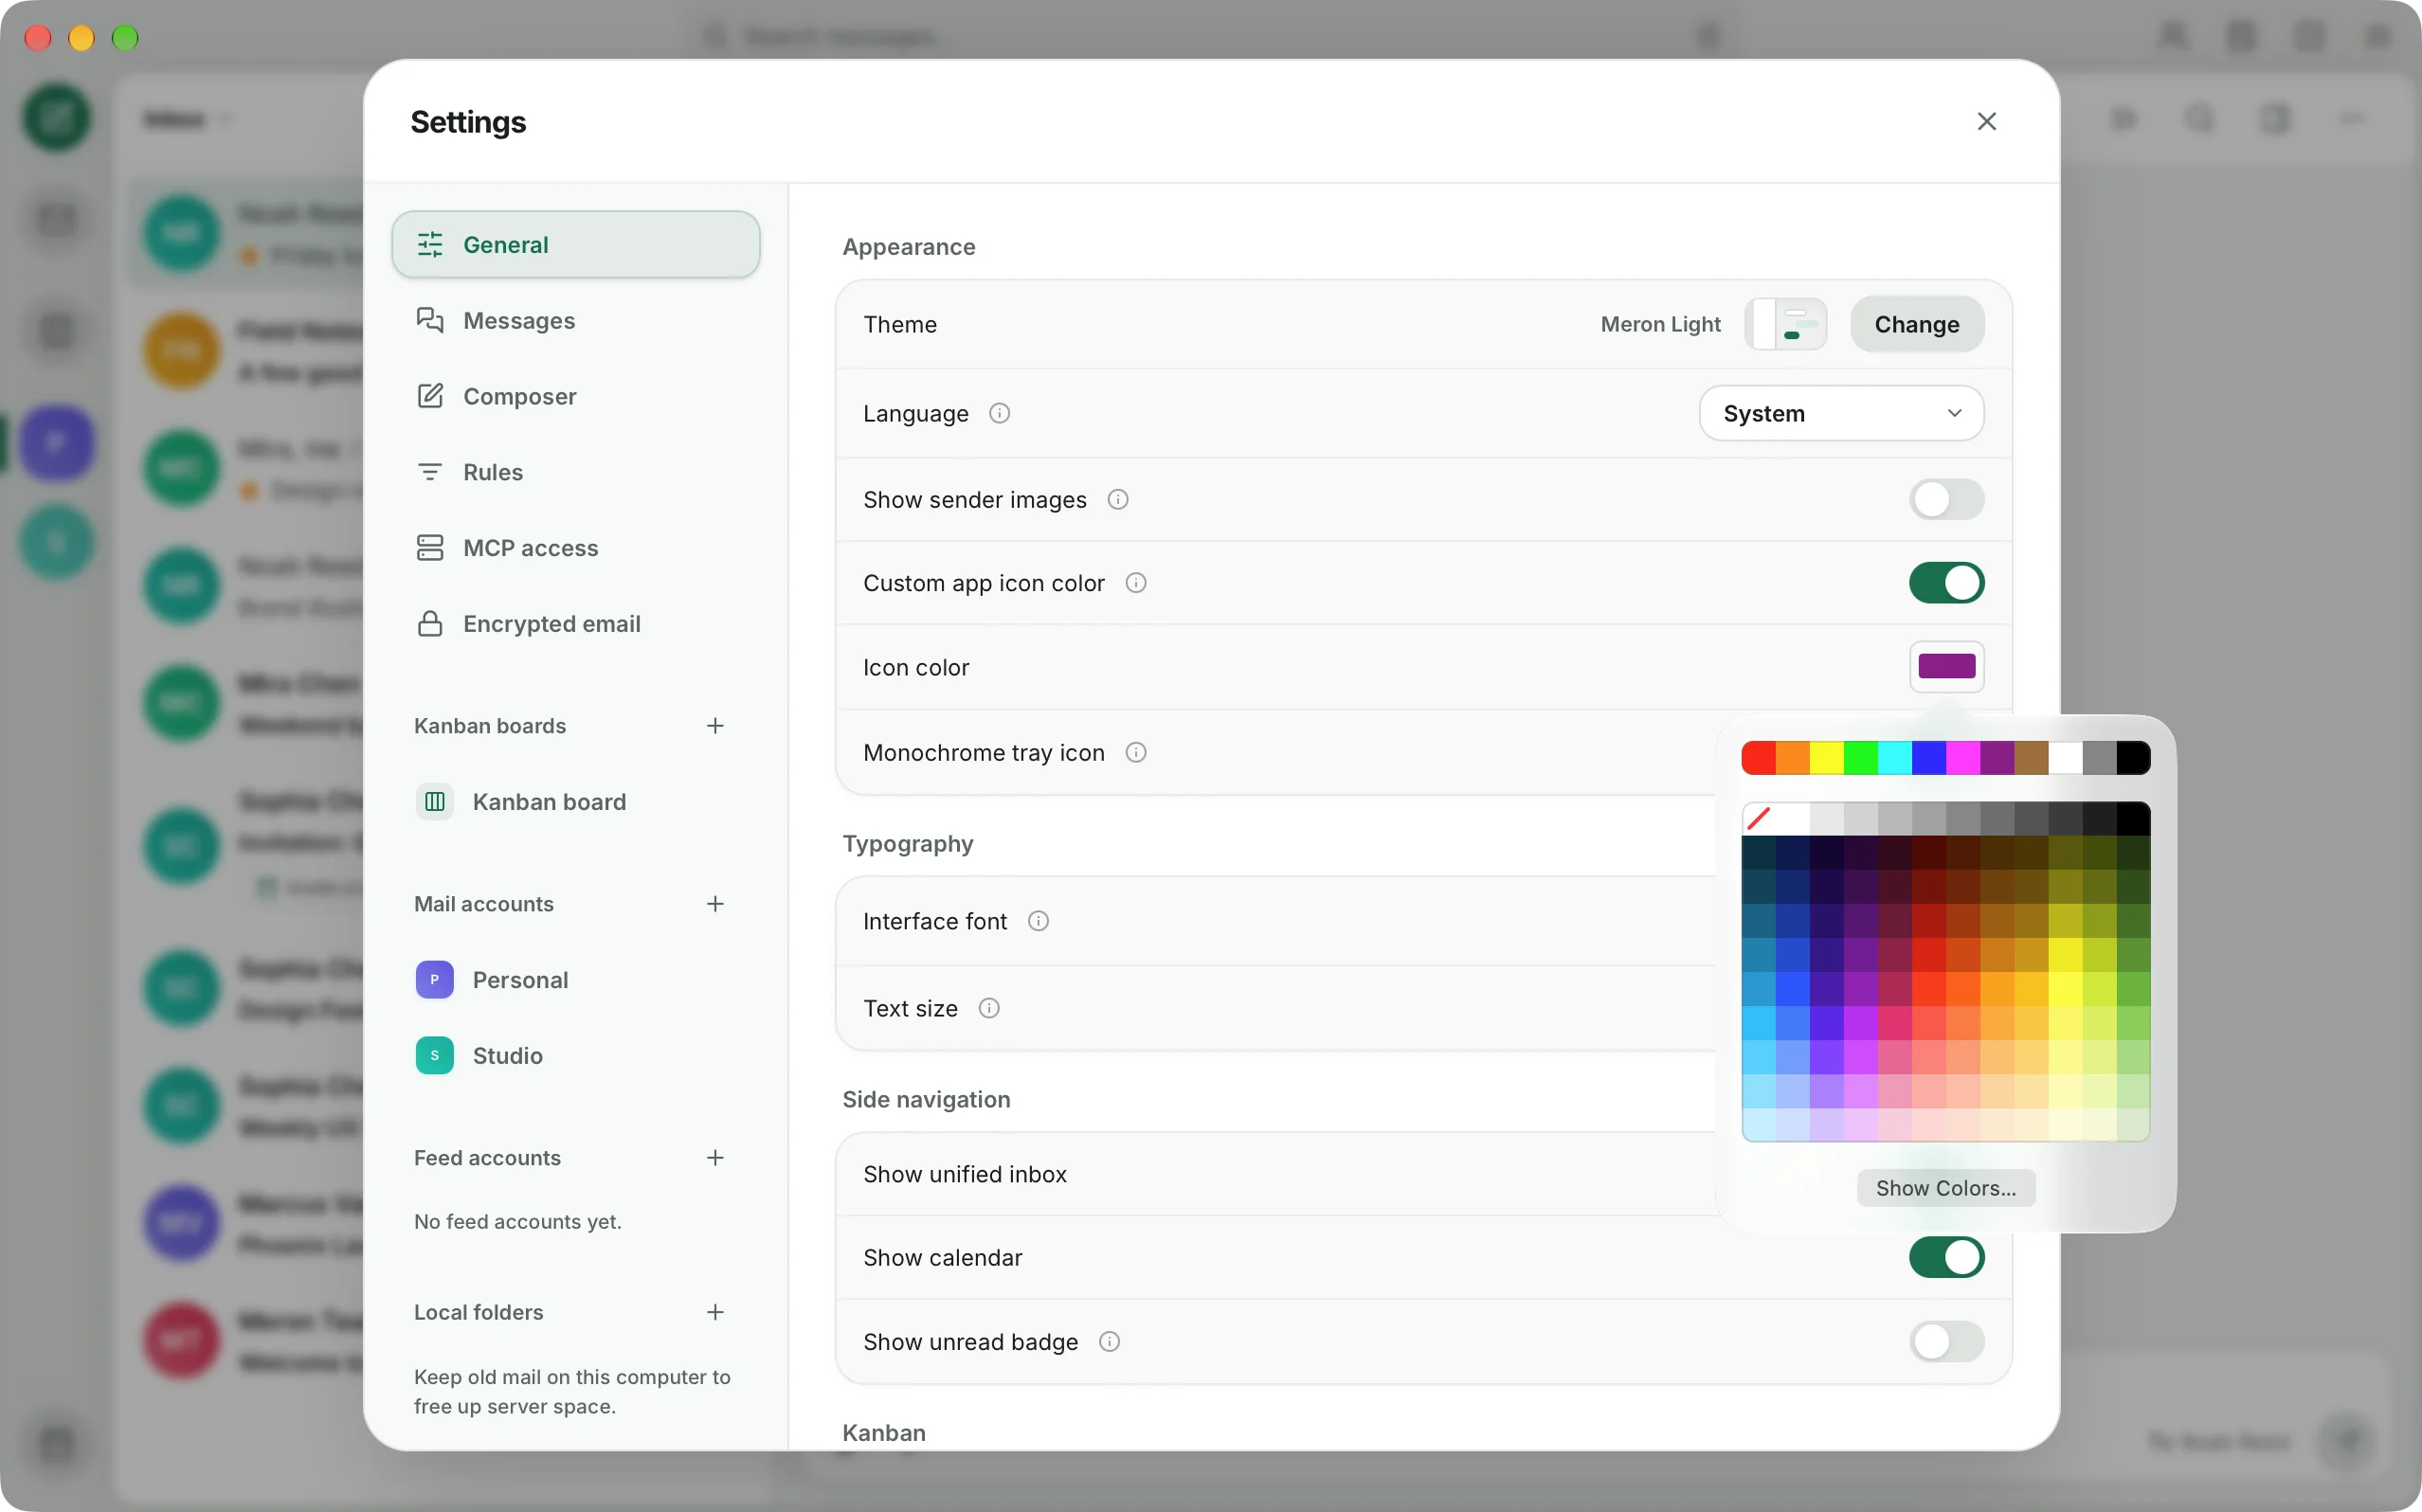 Search messages...
Settings
General
Messages
Composer
Rules
MCP access
Encrypted email
Kanban boards
Kanban board
Mail accounts
P
Personal
S
Studio
Feed accounts
No feed accounts yet.
Local folders
Keep old mail on this computer to
free up server space.
Appearance
Theme
Meron Light
Change
Language
System
Show sender images
Custom app icon color
Icon color
Monochrome tray icon
Typography
Interface font
Text size
Side navigation
Show unified inbox
Show calendar
Show unread badge
Kanban
Show Colors...
Inbox
P